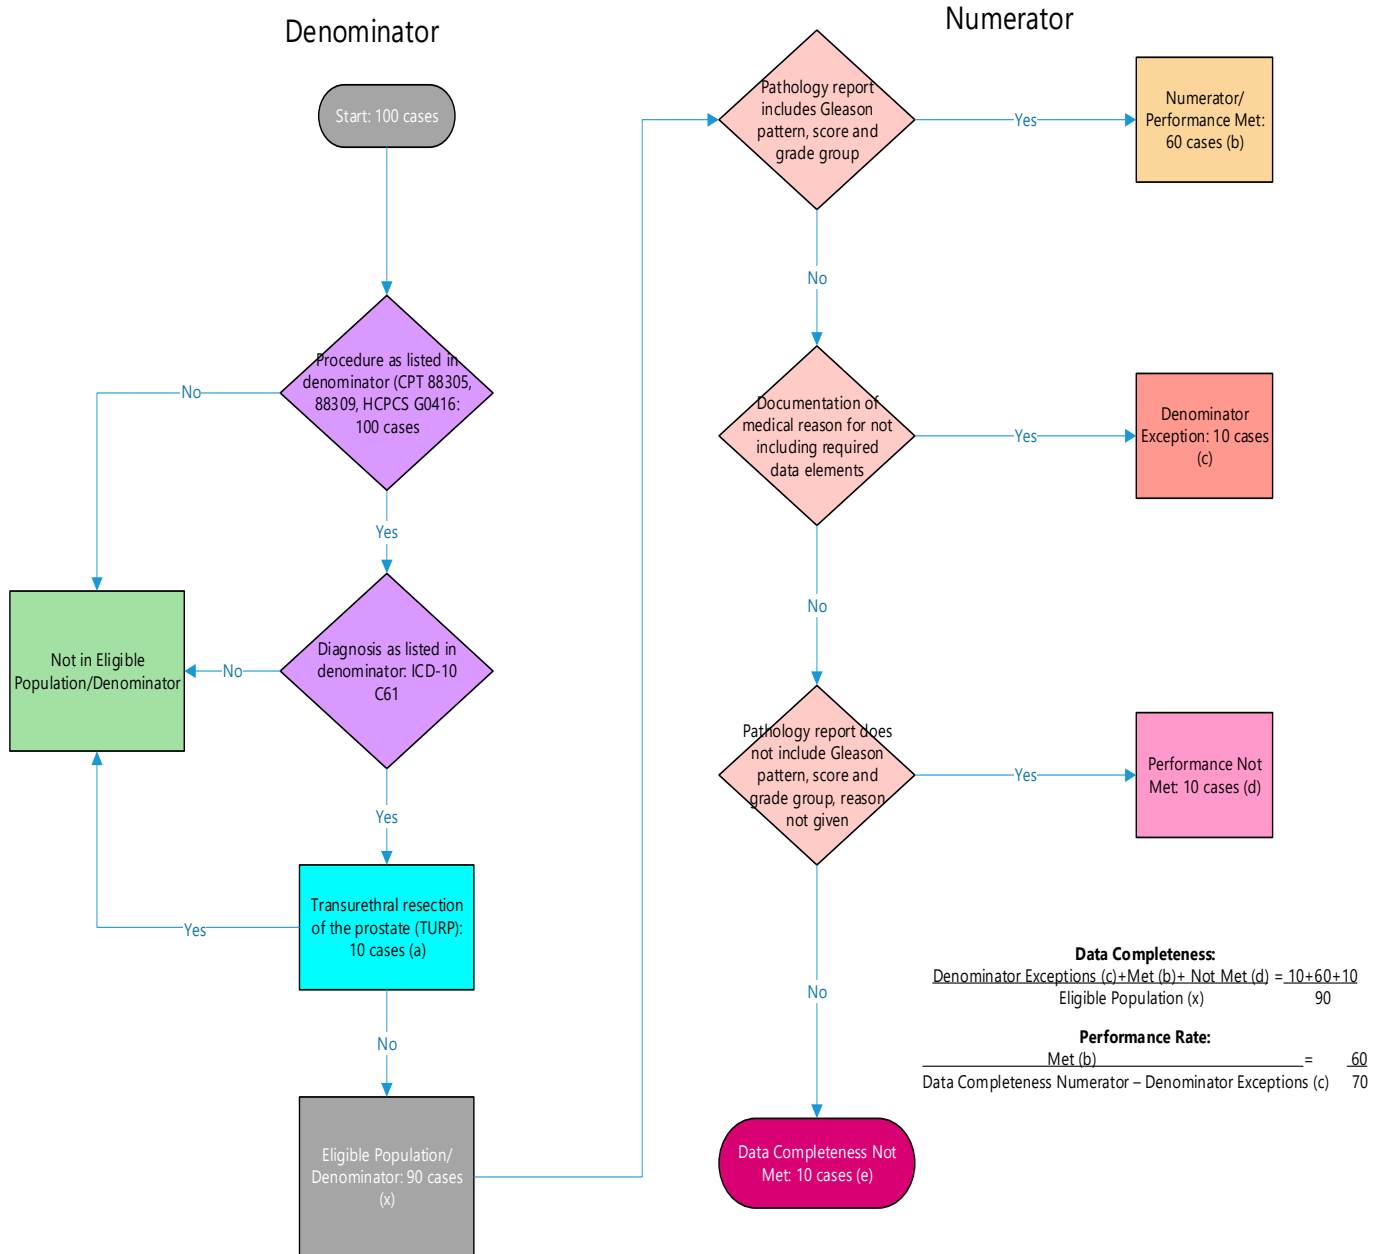 Denominator
Start: 100 cases
Procedure as listed in
denominator (CPT 88305,
88309, HCPCS G0416:
100 cases
No
Yes
Diagnosis as listed in
denominator: ICD-10
C61
No
Not in Eligible
Population/Denominator
Yes
Transurethral resection
of the prostate (TURP):
10 cases (a)
Yes
No
Eligible Population/
Denominator: 90 cases
(x)
Numerator
Pathology report
includes Gleason
pattern, score and
grade group
Yes
Numerator/
Performance Met:
60 cases (b)
No
Documentation of
medical reason for not
including required
data elements
Yes
Denominator
Exception: 10 cases
(c)
No
Pathology report does
not include Gleason
pattern, score and
grade group, reason
not given
Yes
Performance Not
Met: 10 cases (d)
No
Data Completeness Not
Met: 10 cases (e)
Data Completeness:
Denominator Exceptions (c)+Met (b)+ Not Met (d) = 10+60+10
Eligible Population (x) 90
Performance Rate:
Met (b) = 60
Data Completeness Numerator – Denominator Exceptions (c) 70